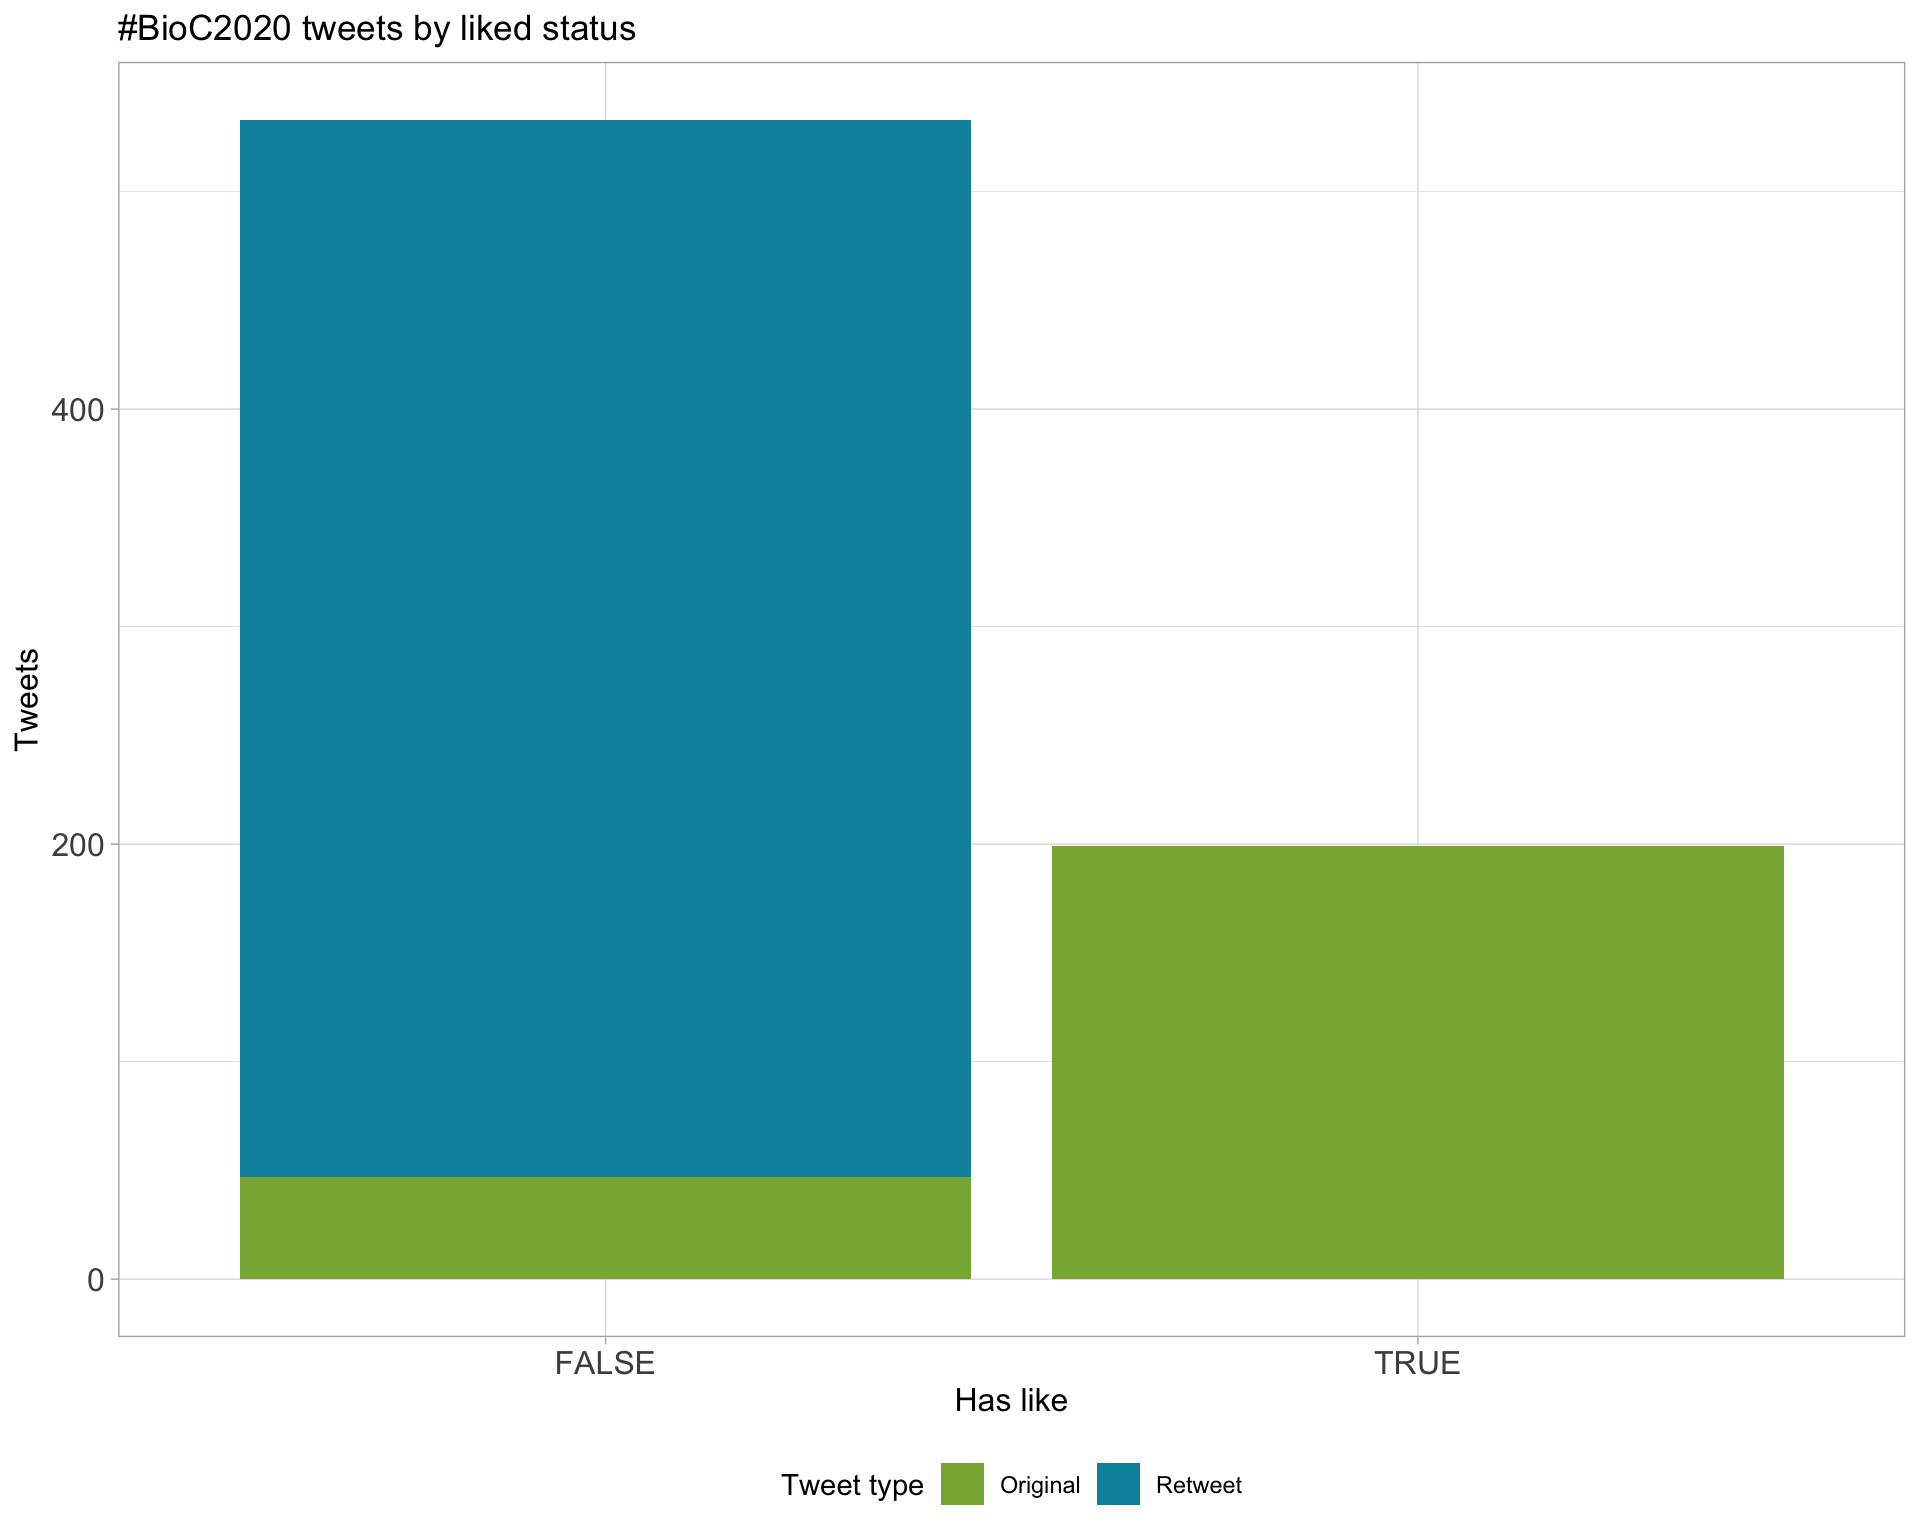 #BioC2020 tweets by liked status
Tweets
400
200
0
FALSE
TRUE
Has like
Tweet type
Original
Retweet